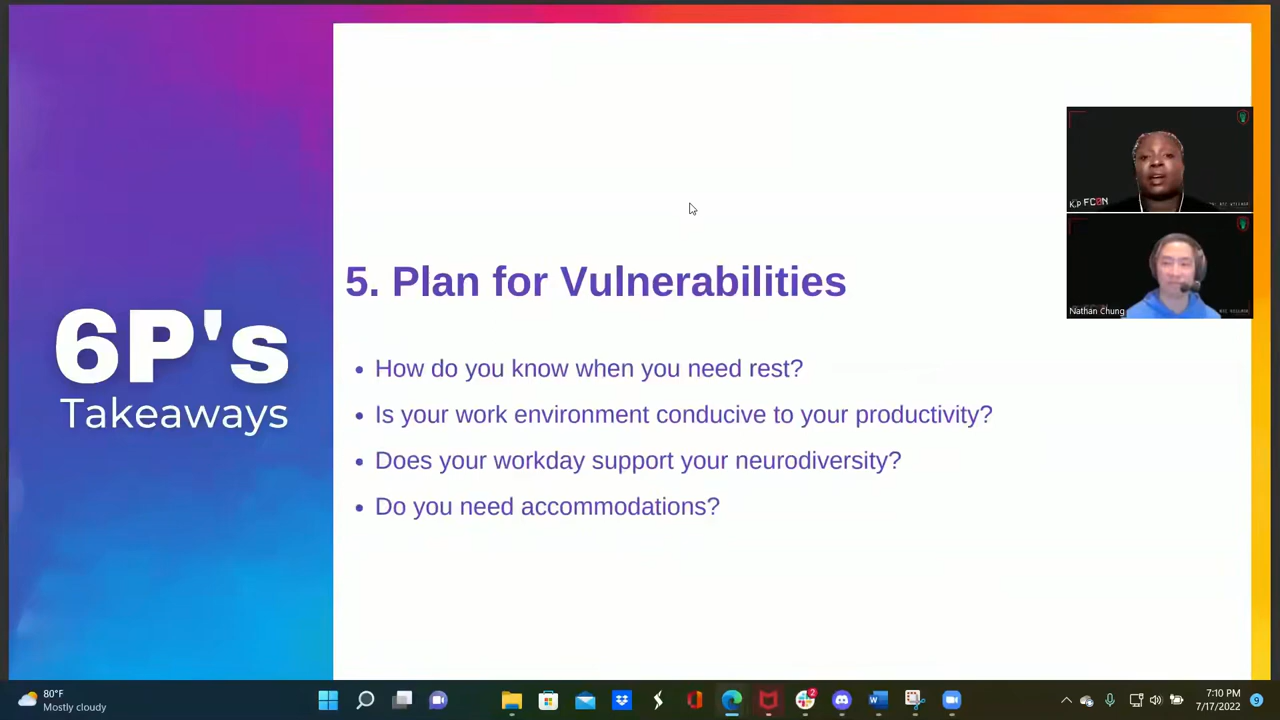 6P's
Takeaways
5. Plan for Vulnerabilities
• How do you know when you need rest?
• Is your work environment conducive to your productivity?
• Does your workday support your neurodiversity?
• Do you need accommodations?
Nathan Chung
80°F
Mostly cloudy
2
7:10 PM
7/17/2022
9